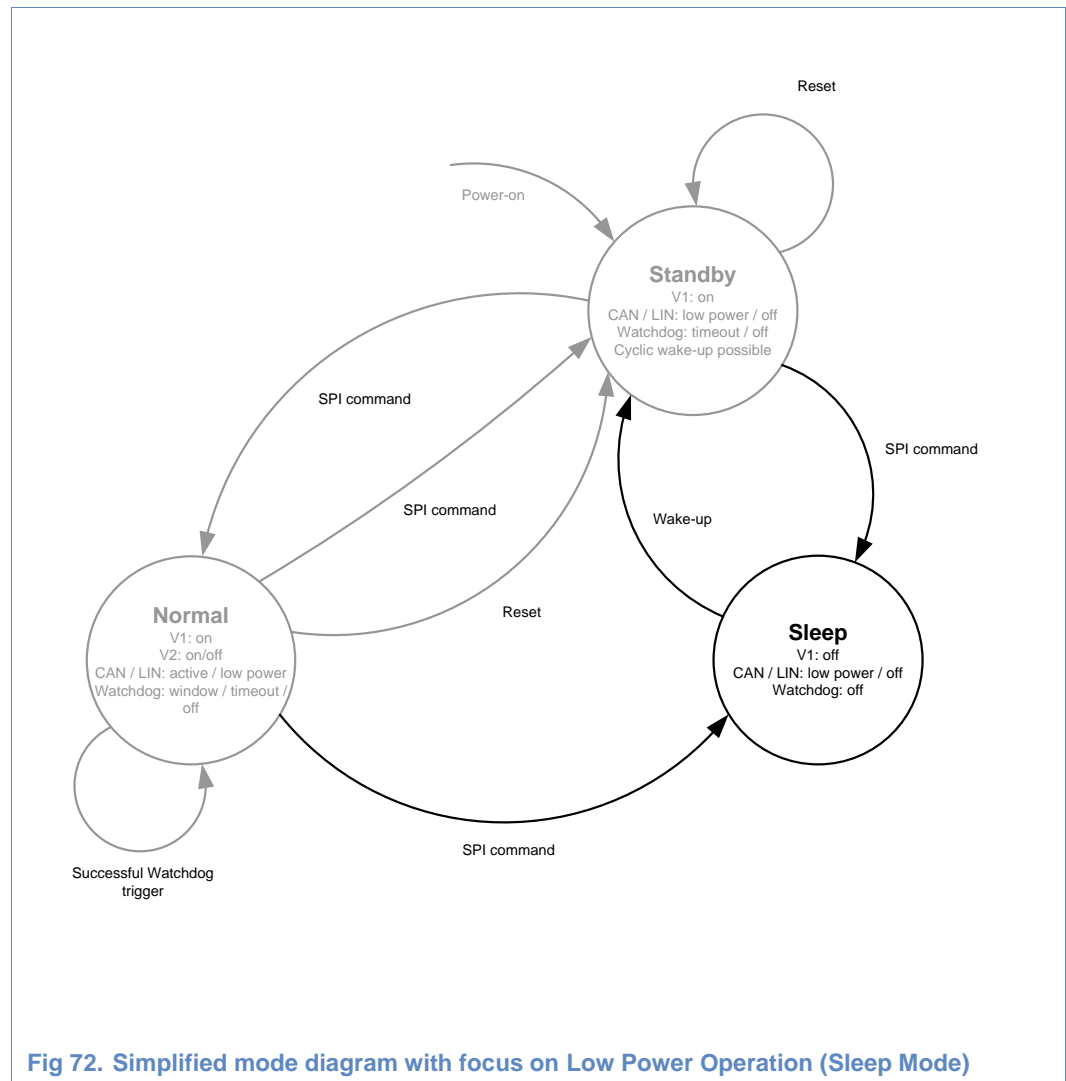 Reset
Power-on
Standby
V1: on
CAN / LIN: low power / off
Watchdog: timeout / off
Cyclic wake-up possible
SPI command
SPI command
SPI command
Wake-up
Reset
Normal
V1: on
V2: on/off
CAN / LIN: active / low power
Watchdog: window / timeout /
off
Sleep
V1: off
CAN / LIN: low power / off
Watchdog: off
SPI command
Successful Watchdog
trigger
Fig 72. Simplified mode diagram with focus on Low Power Operation (Sleep Mode)